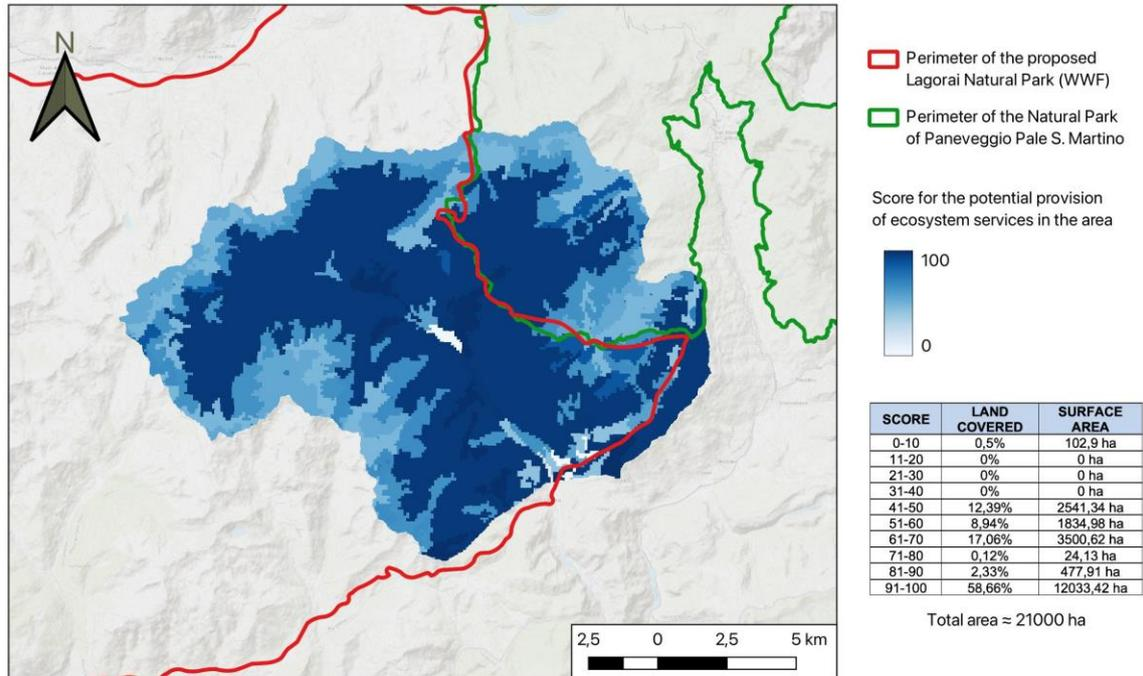 N
Perimeter of the proposed
Lagorai Natural Park (WWF)
Perimeter of the Natural Park
of Paneveggio Pale S. Martino
Score for the potential provision
of ecosystem services in the area
100
0
SCORE LAND COVERED SURFACE AREA
0-10 0,5% 102,9 ha
11-20 0% 0 ha
21-30 0% 0 ha
31-40 0% 0 ha
41-50 12,39% 2541,34 ha
51-60 8,94% 1834,98 ha
61-70 17,06% 3500,62 ha
71-80 0,12% 24,13 ha
81-90 2,33% 477,91 ha
91-100 58,66% 12033,42 ha
Total area ≈ 21000 ha
2,5 0 2,5 5 km